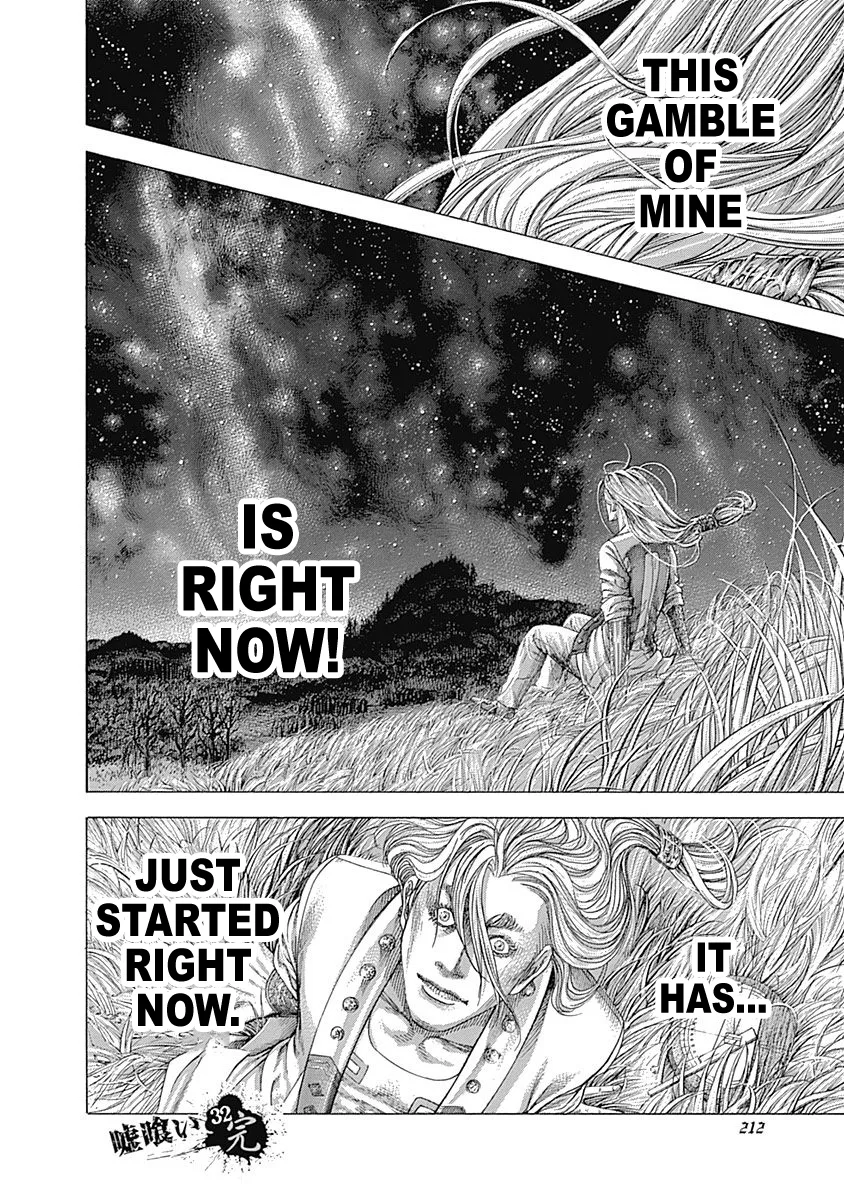 THIS
GAMBLE
OF
MINE
IS
RIGHT
NOW!
IT
HAS...
JUST
STARTED
RIGHT
NOW.
嘘喰い 32 完
212